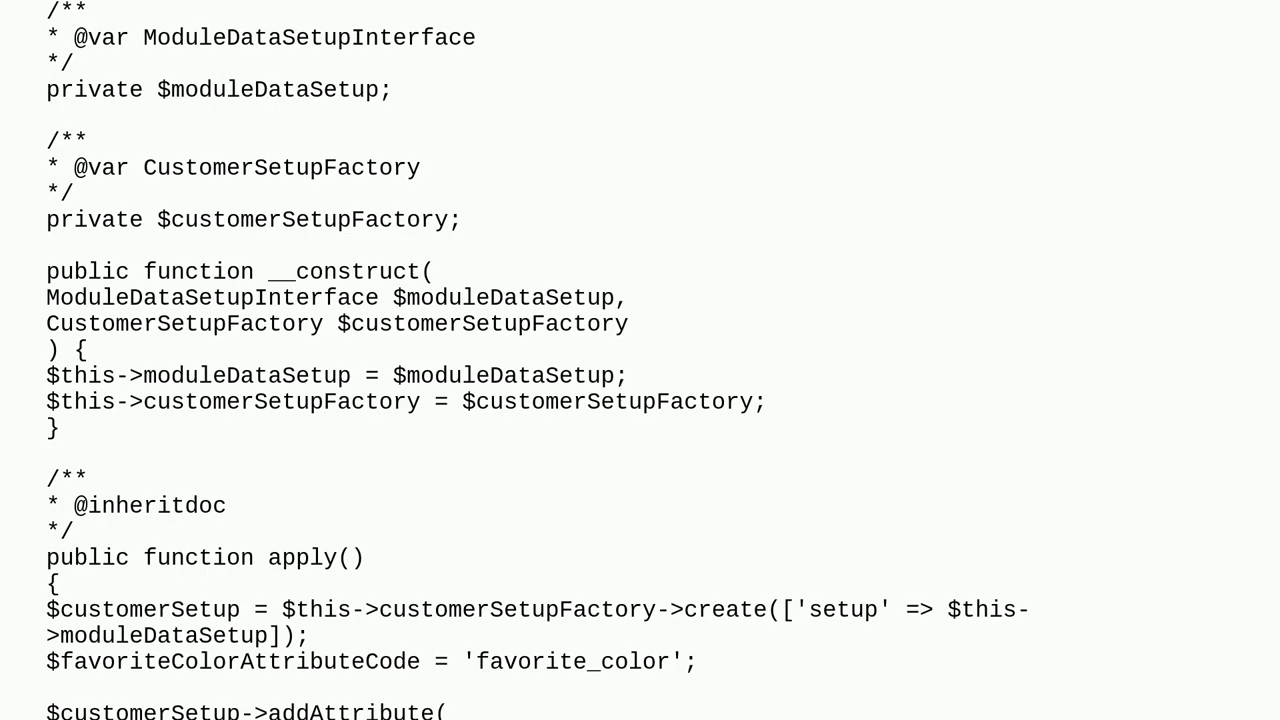 /**
* @var ModuleDataSetupInterface
*/
private $moduleDataSetup;

/**
* @var CustomerSetupFactory
*/
private $customerSetupFactory;

public function __construct(
ModuleDataSetupInterface $moduleDataSetup,
CustomerSetupFactory $customerSetupFactory
) {
$this->moduleDataSetup = $moduleDataSetup;
$this->customerSetupFactory = $customerSetupFactory;
}

/**
* @inheritdoc
*/
public function apply()
{
$customerSetup = $this->customerSetupFactory->create(['setup' => $this-
>moduleDataSetup]);
$favoriteColorAttributeCode = 'favorite_color';

$customerSetup->addAttribute(